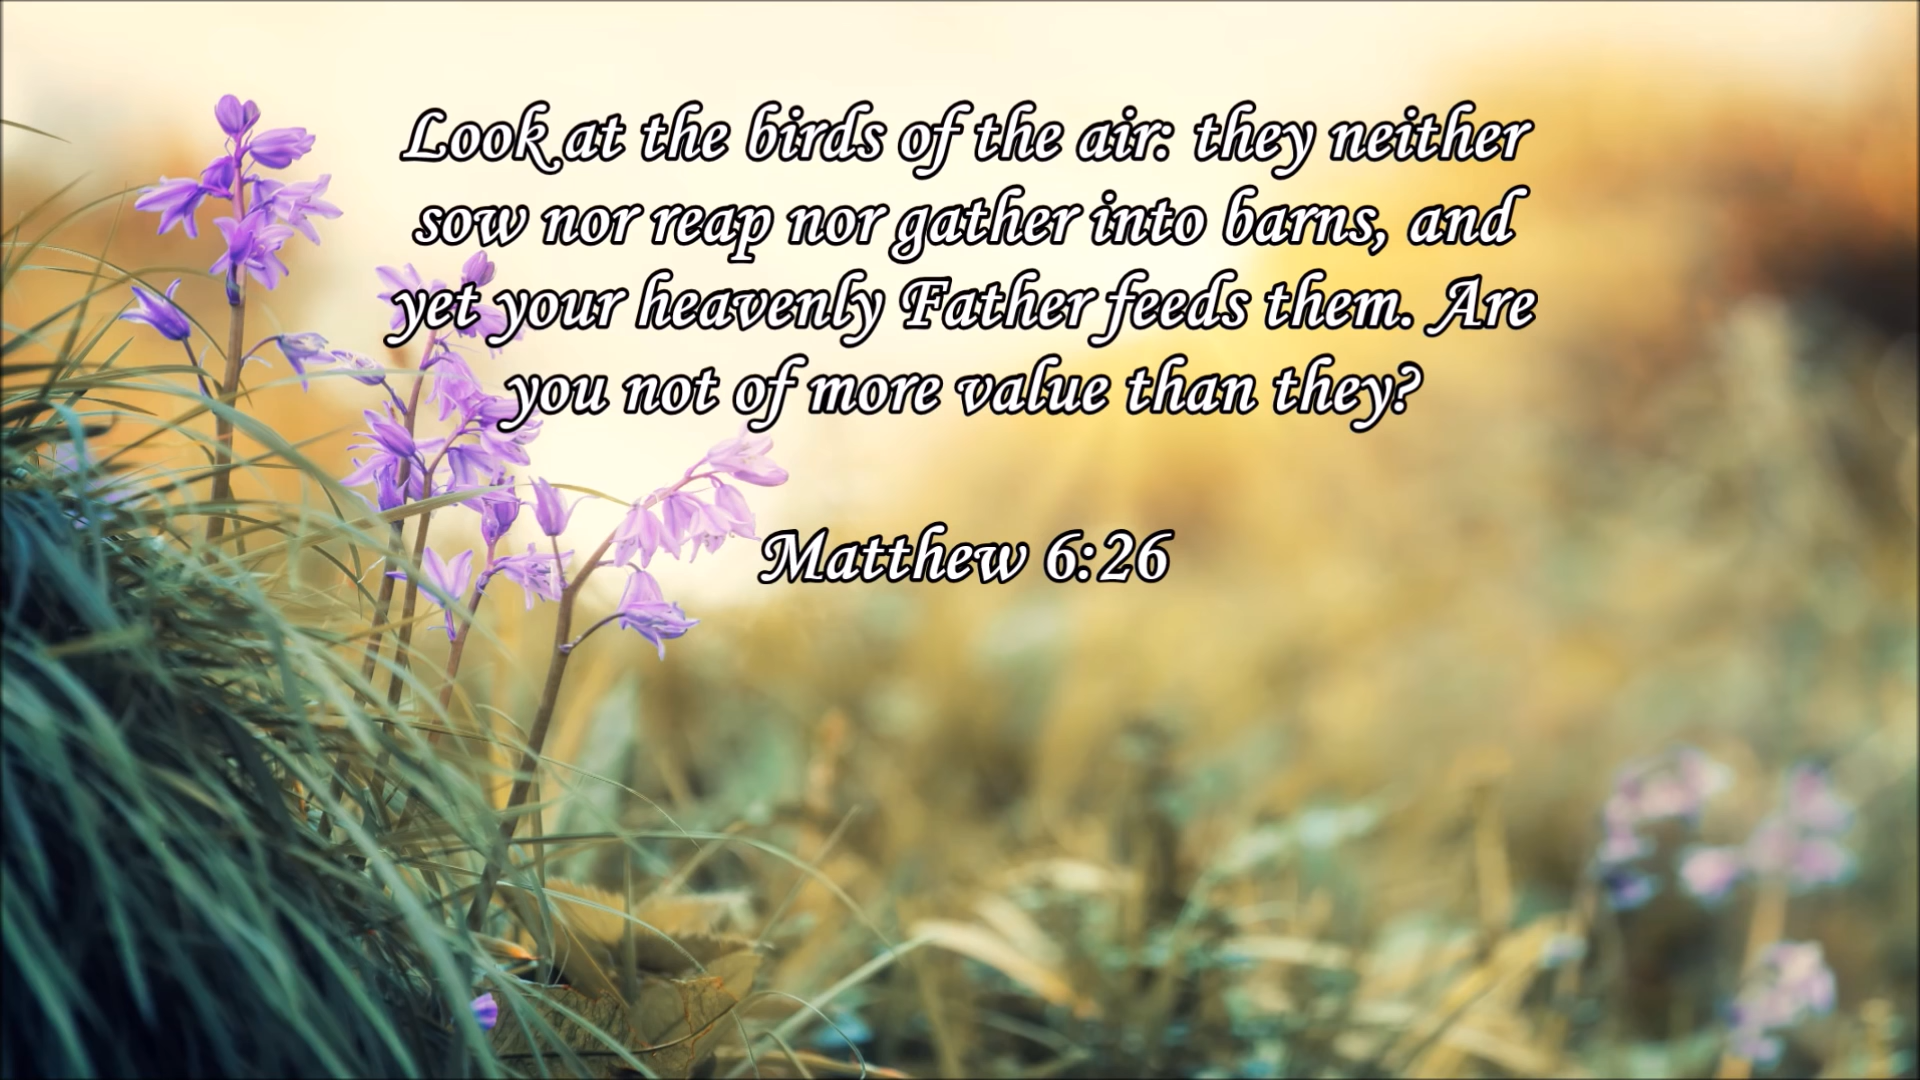 Look at the birds of the air: they neither
sow nor reap nor gather into barns, and
yet your heavenly Father feeds them. Are
you not of more value than they?
Matthew 6:26